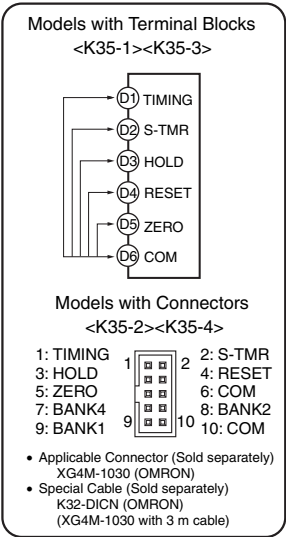 Models with Terminal Blocks
<K35-1><K35-3>
D1 TIMING
D2 S-TMR
D3 HOLD
D4 RESET
D5 ZERO
D6 COM
Models with Connectors
<K35-2><K35-4>
1: TIMING
3: HOLD
5: ZERO
7: BANK4
9: BANK1
1 2
9 10
2: S-TMR
4: RESET
6: COM
8: BANK2
10: COM
• Applicable Connector (Sold separately)
XG4M-1030 (OMRON)
• Special Cable (Sold separately)
K32-DICN (OMRON)
(XG4M-1030 with 3 m cable)